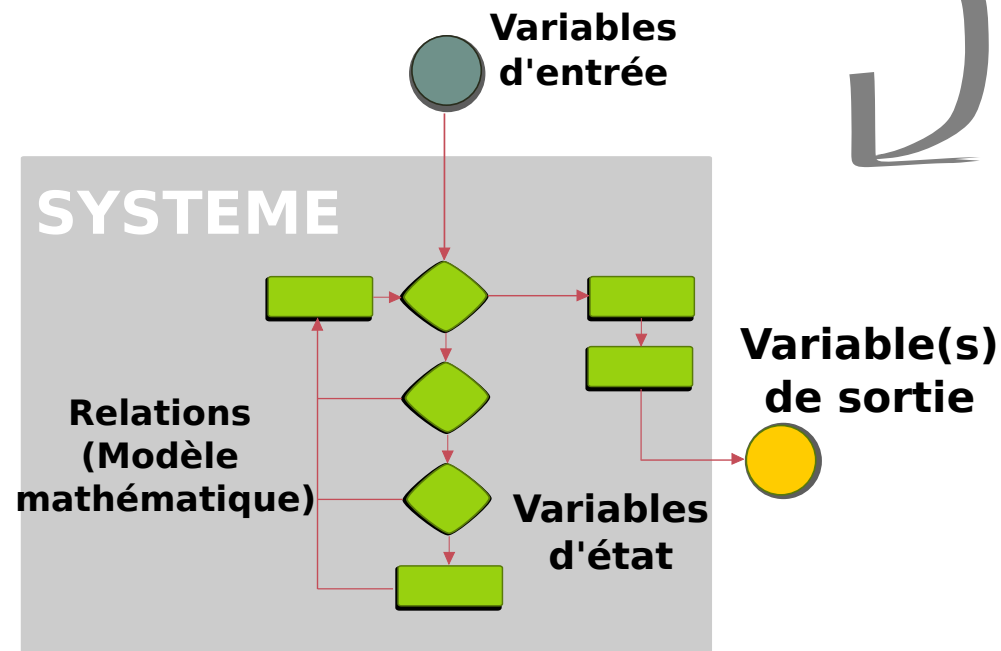 Variables
d'entrée
SYSTEME
Variable(s)
de sortie
Relations
(Modèle
mathématique)
Variables
d'état